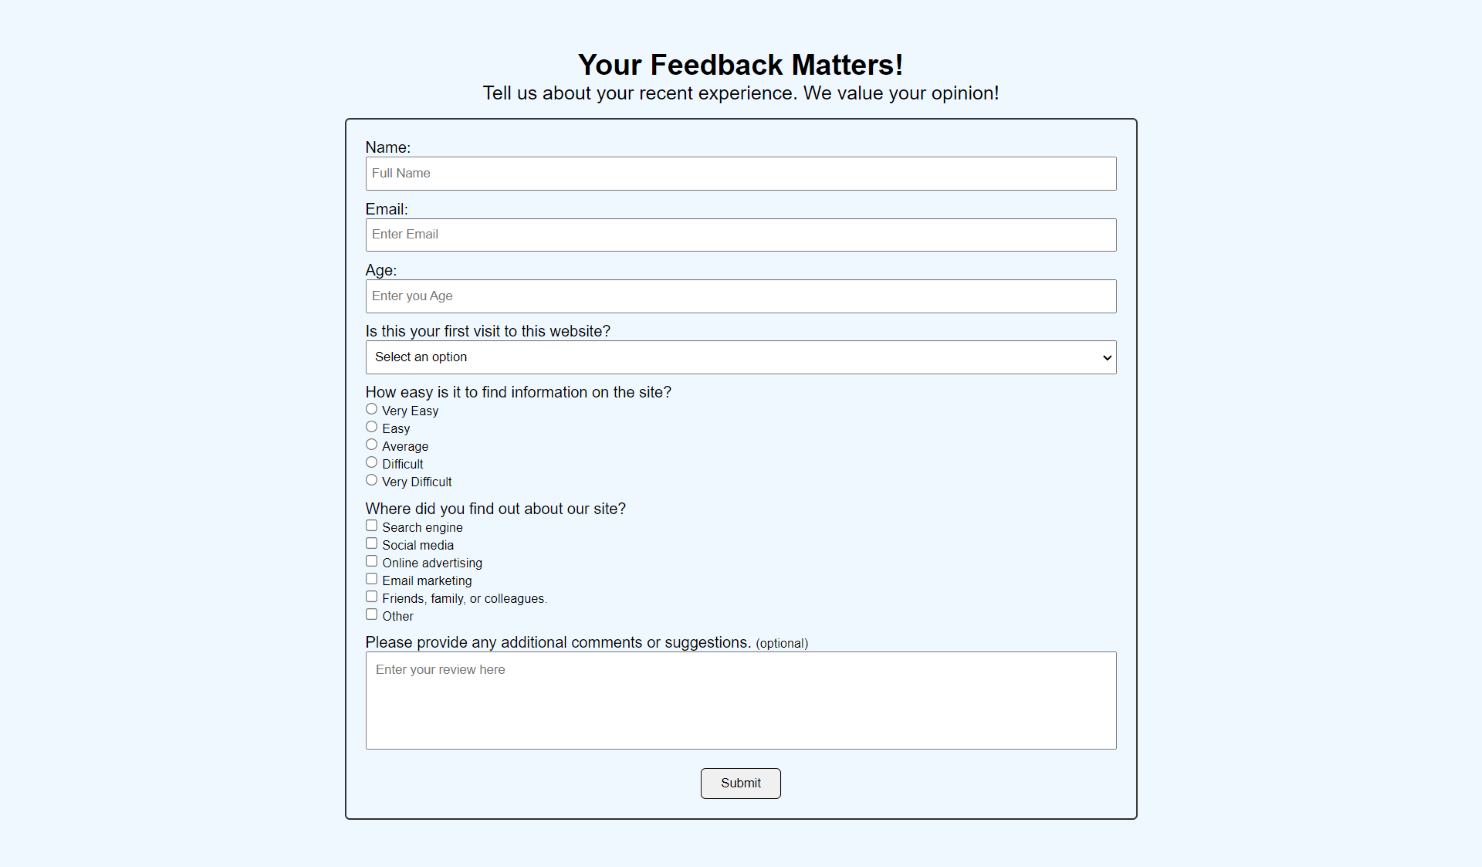 Your Feedback Matters!
Tell us about your recent experience. We value your opinion!
Name:
Full Name
Email:
Enter Email
Age:
Enter you Age
Is this your first visit to this website?
Select an option
How easy is it to find information on the site?
Very Easy
Easy
Average
Difficult
Very Difficult
Where did you find out about our site?
Search engine
Social media
Online advertising
Email marketing
Friends, family, or colleagues.
Other
Please provide any additional comments or suggestions. (optional)
Enter your review here
Submit